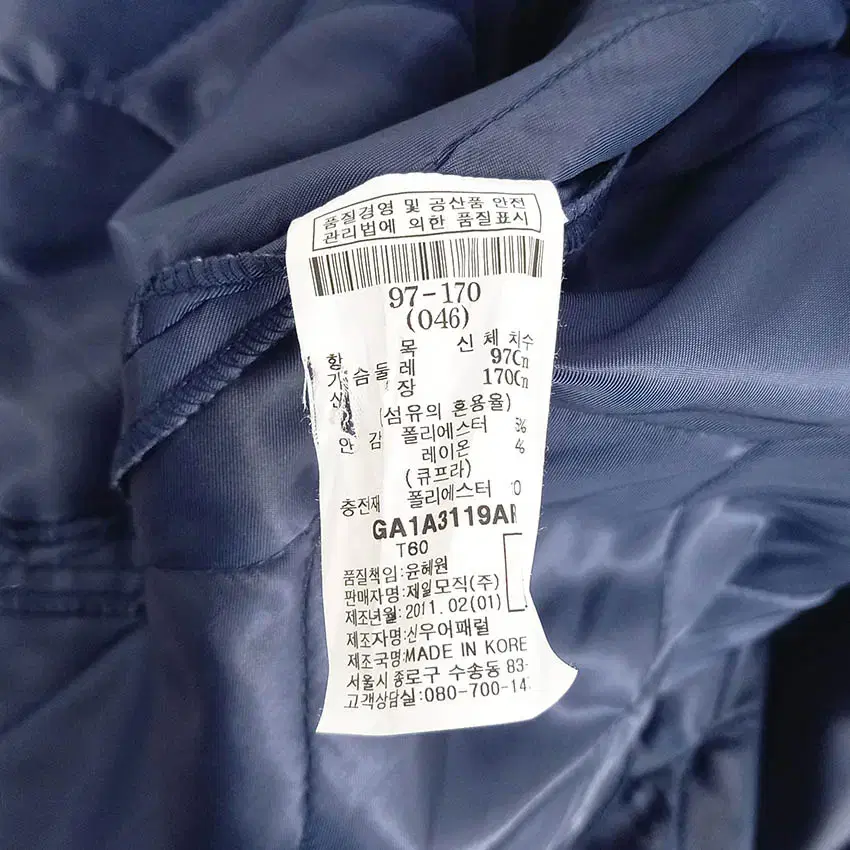 품질경영 및 공산품 안전
관리법에 의한 품질표시
97-170
(046)
항 목 신체 치수
가슴둘레 97Cm
신 장 170Cm
(섬유의 혼용율)
안 감 폴리에스터
레이온
(큐프라)
충전재 폴리에스터
GA1A3119A
T60
품질책임:윤혜원
판매자명:제일모직(주)
제조년월:2011.02(01)
제조자명:신우어패럴
제조국명:MADE IN KORE
서울시 종로구 수송동 83-
고객상담실:080-700-14